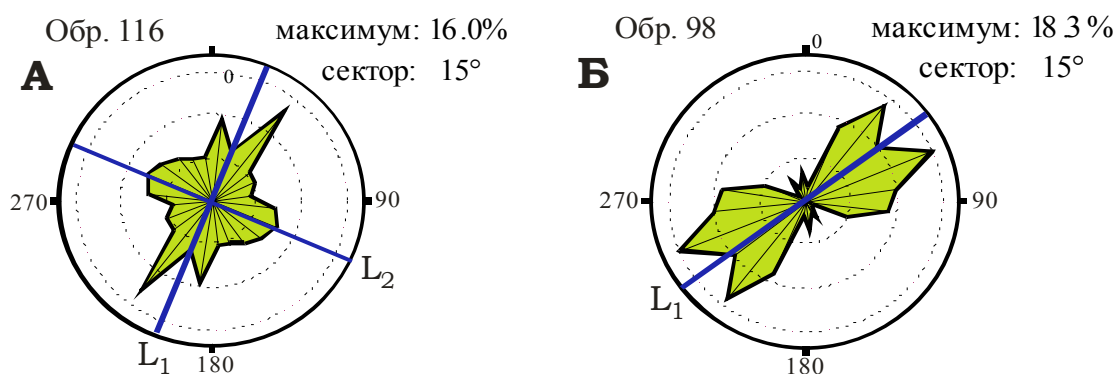 Обр. 116
максимум: 16.0%
сектор: 15°
А
0
90
180
270
L1
L2
Обр. 98
максимум: 18.3%
сектор: 15°
Б
0
90
180
270
L1